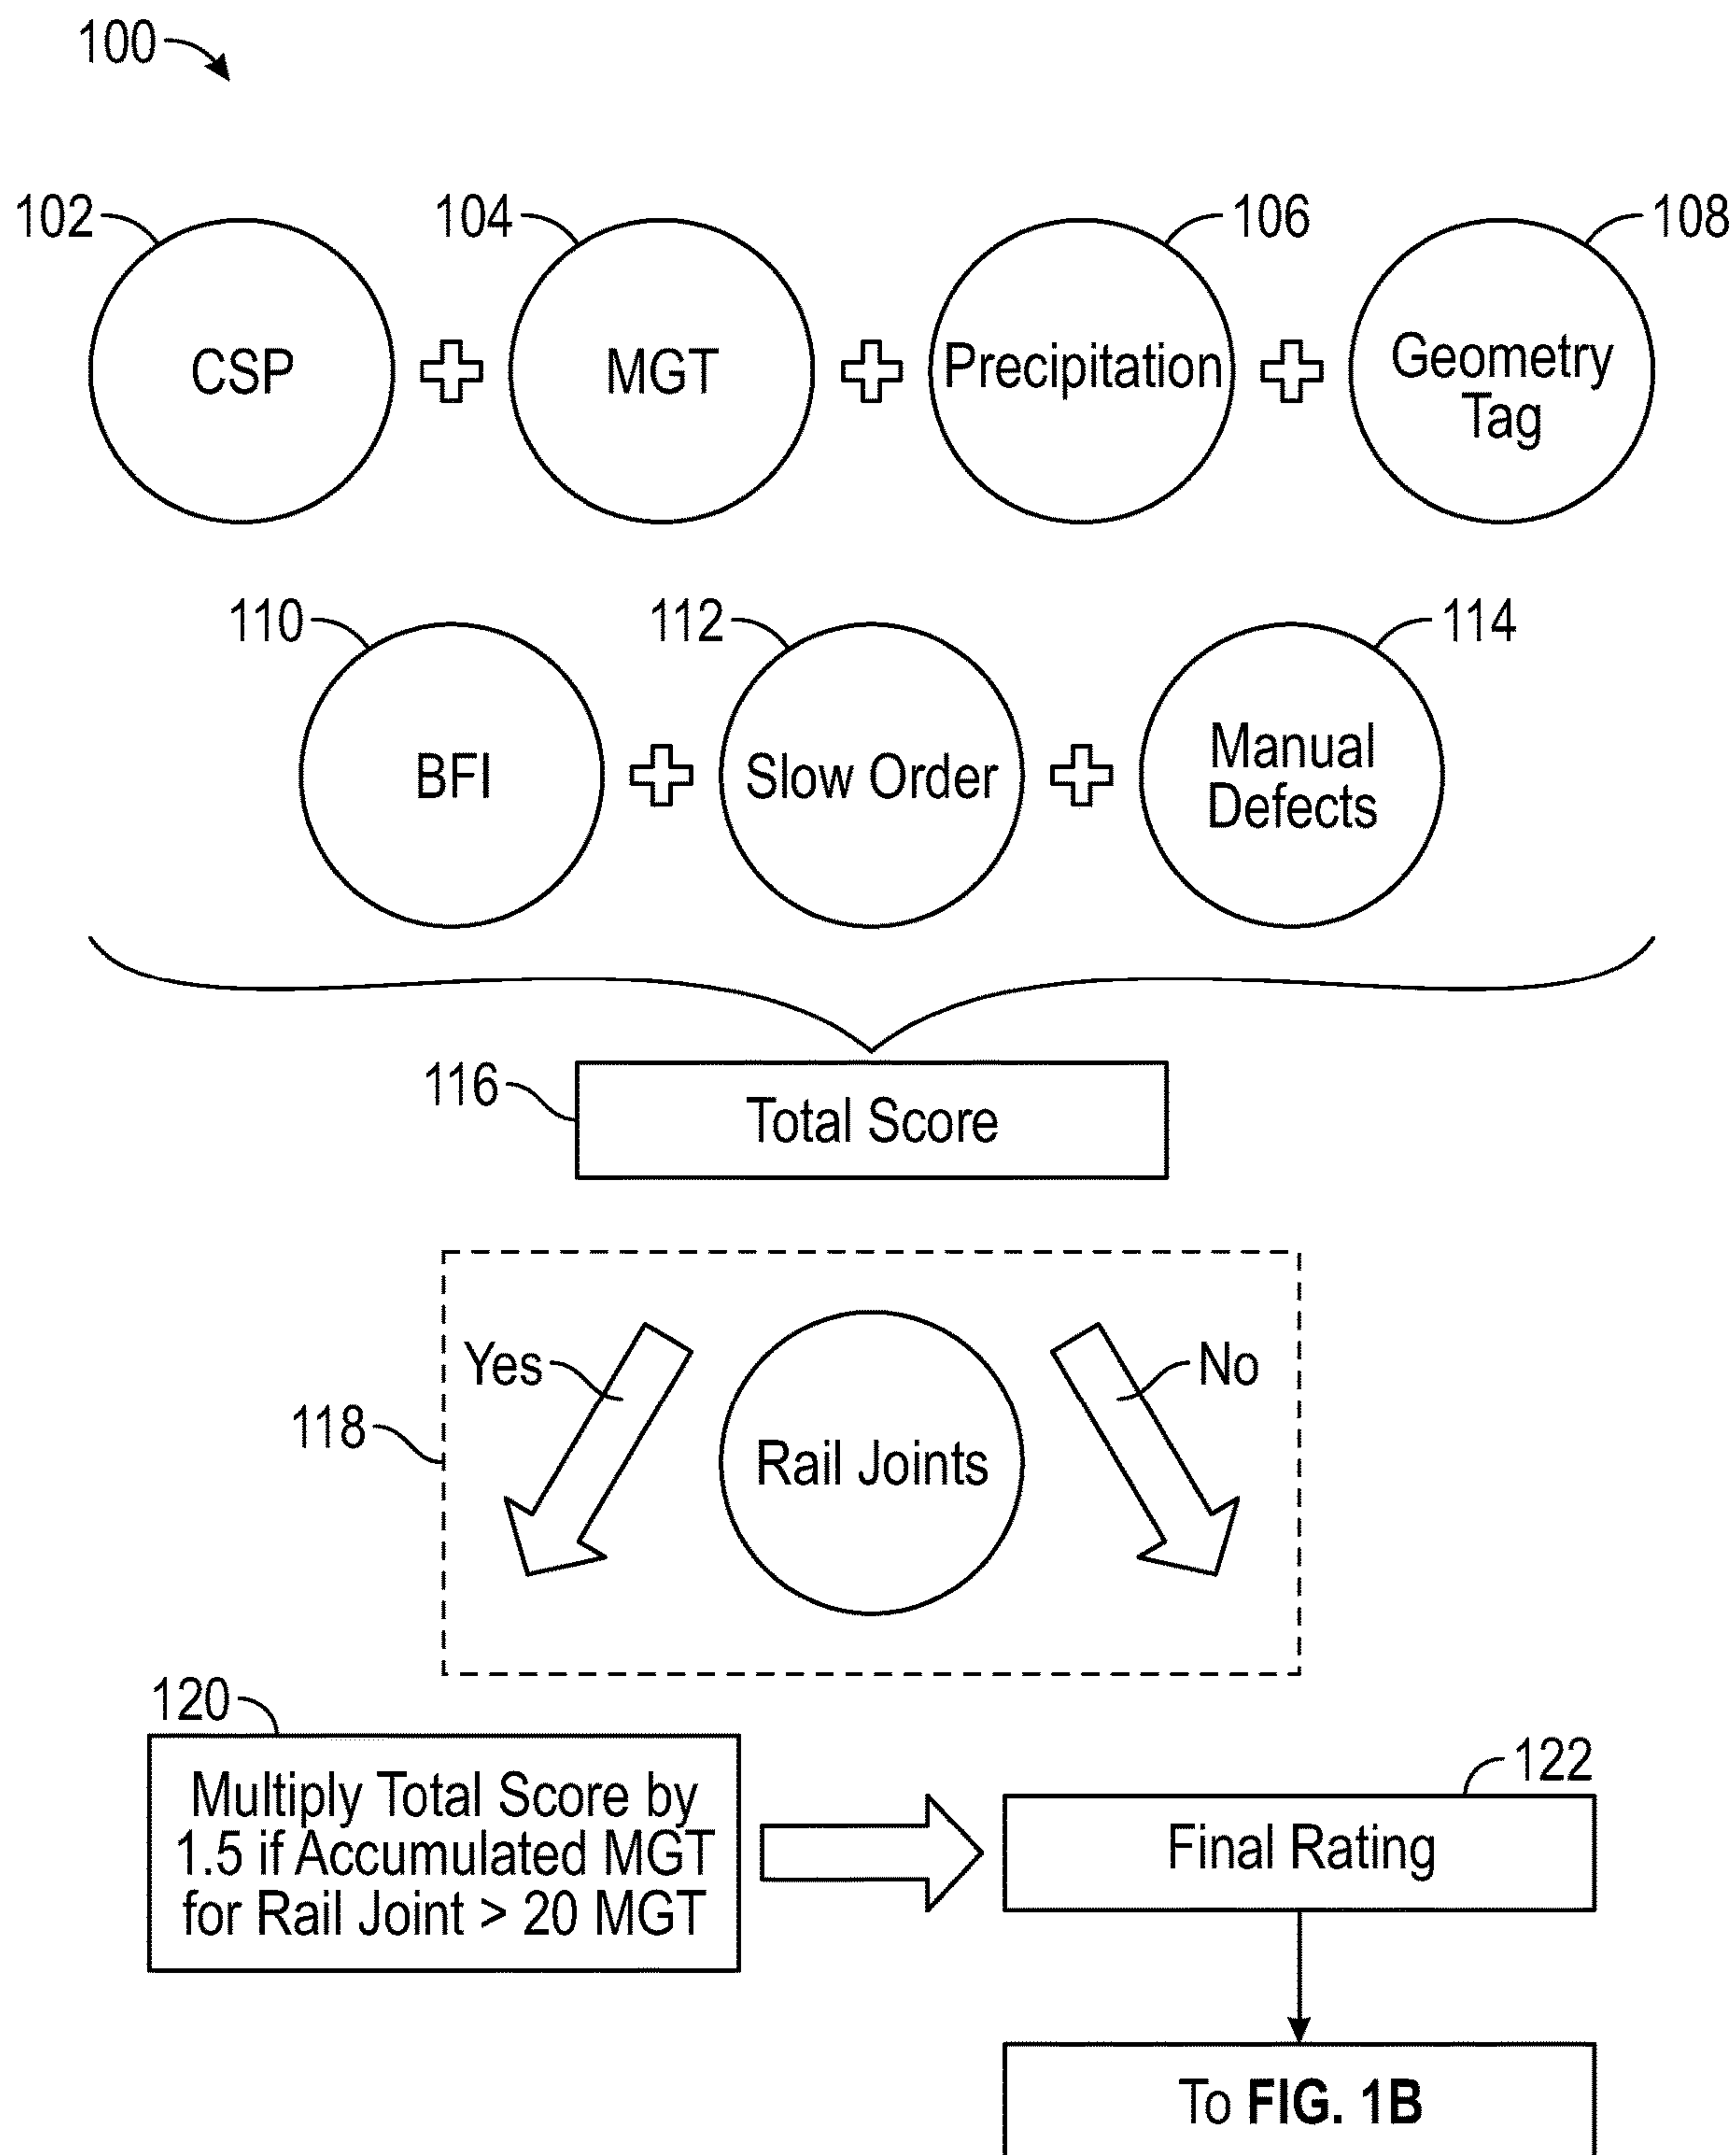 100
102
104
106
108
CSP
MGT
Precipitation
Geometry
Tag
110
112
114
BFI
Slow Order
Manual
Defects
116
Total Score
118
Yes
No
Rail Joints
120
Multiply Total Score by
1.5 if Accumulated MGT
for Rail Joint > 20 MGT
122
Final Rating
To FIG. 1B